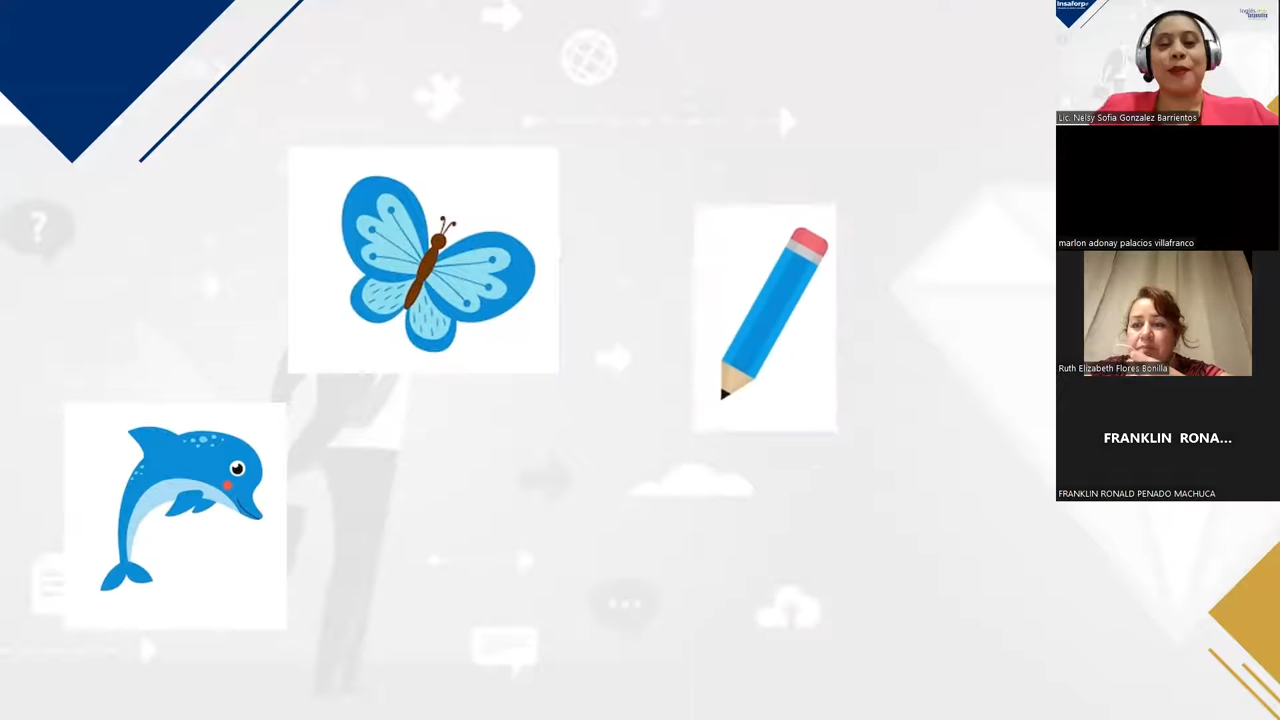 Insaforp
Lic. Nelsy Sofia Gonzalez Barrientos
marlon adonay palacios villafranco
Ruth Elizabeth Flores Bonilla
FRANKLIN RONA...
FRANKLIN RONALD PENADO MACHUCA
?